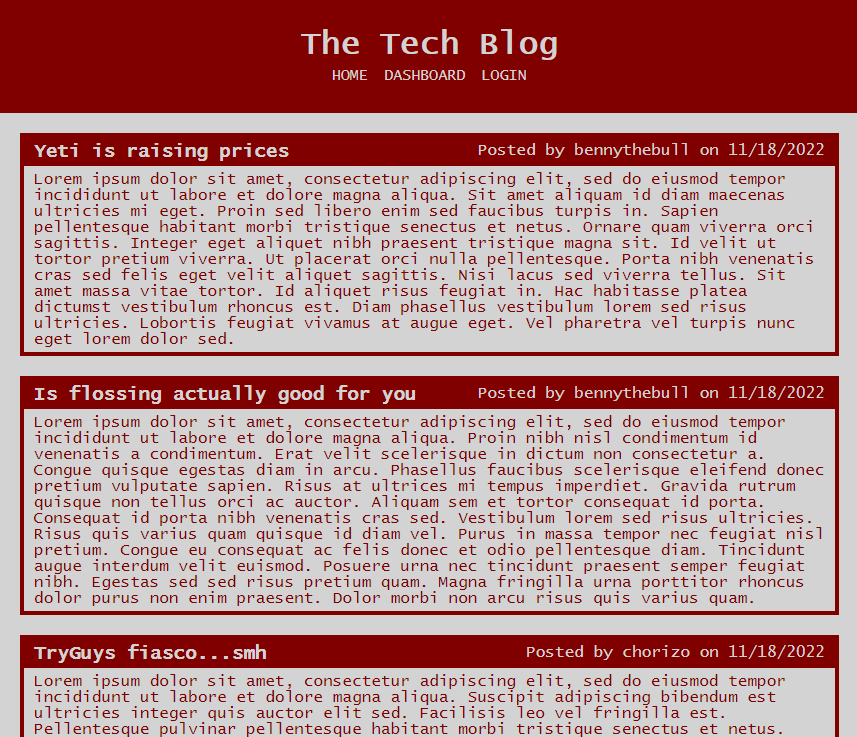 The Tech Blog
HOME DASHBOARD LOGIN
Yeti is raising prices Posted by bennythebull on 11/18/2022
Lorem ipsum dolor sit amet, consectetur adipiscing elit, sed do eiusmod tempor
incididunt ut labore et dolore magna aliqua. Sit amet aliquam id diam maecenas
ultricies mi eget. Proin sed libero enim sed faucibus turpis in. Sapien
pellentesque habitant morbi tristique senectus et netus. Ornare quam viverra orci
sagittis. Integer eget aliquet nibh praesent tristique magna sit. Id velit ut
tortor pretium viverra. Ut placerat orci nulla pellentesque. Porta nibh venenatis
cras sed felis eget velit aliquet sagittis. Nisi lacus sed viverra tellus. Sit
amet massa vitae tortor. Id aliquet risus feugiat in. Hac habitasse platea
dictumst vestibulum rhoncus est. Diam phasellus vestibulum lorem sed risus
ultricies. Lobortis feugiat vivamus at augue eget. Vel pharetra vel turpis nunc
eget lorem dolor sed.
Is flossing actually good for you Posted by bennythebull on 11/18/2022
Lorem ipsum dolor sit amet, consectetur adipiscing elit, sed do eiusmod tempor
incididunt ut labore et dolore magna aliqua. Proin nibh nisl condimentum id
venenatis a condimentum. Erat velit scelerisque in dictum non consectetur a.
Congue quisque egestas diam in arcu. Phasellus faucibus scelerisque eleifend donec
pretium vulputate sapien. Risus at ultrices mi tempus imperdiet. Gravida rutrum
quisque non tellus orci ac auctor. Aliquam sem et tortor consequat id porta.
Consequat id porta nibh venenatis cras sed. Vestibulum lorem sed risus ultricies.
Risus quis varius quam quisque id diam vel. Purus in massa tempor nec feugiat nisl
pretium. Congue eu consequat ac felis donec et odio pellentesque diam. Tincidunt
augue interdum velit euismod. Posuere urna nec tincidunt praesent semper feugiat
nibh. Egestas sed sed risus pretium quam. Magna fringilla urna porttitor rhoncus
dolor purus non enim praesent. Dolor morbi non arcu risus quis varius quam.
TryGuys fiasco...smh Posted by chorizo on 11/18/2022
Lorem ipsum dolor sit amet, consectetur adipiscing elit, sed do eiusmod tempor
incididunt ut labore et dolore magna aliqua. Suscipit adipiscing bibendum est
ultricies integer quis auctor elit sed. Facilisis leo vel fringilla est.
Pellentesque pulvinar pellentesque habitant morbi tristique senectus et netus.